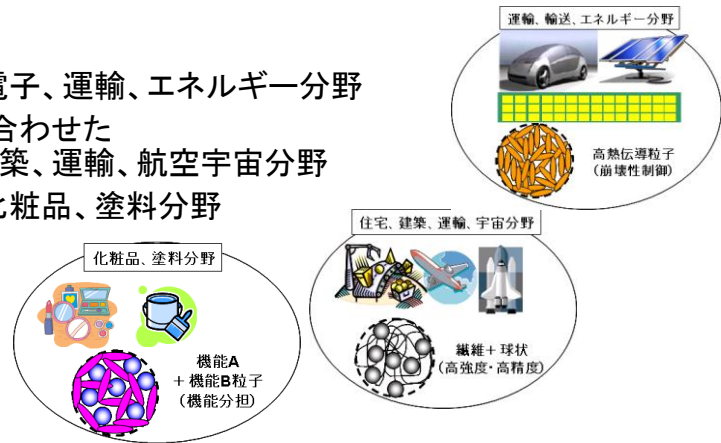 運輸、輸送、エネルギー分野
電子、運輸、エネルギー分野
合わせた
築、運輸、航空宇宙分野
化粧品、塗料分野
高熱伝導粒子
(崩壊性制御)
住宅、建築、運輸、宇宙分野
繊維+球状
(高強度・高精度)
化粧品、塗料分野
機能A
+機能B粒子
(機能分担)